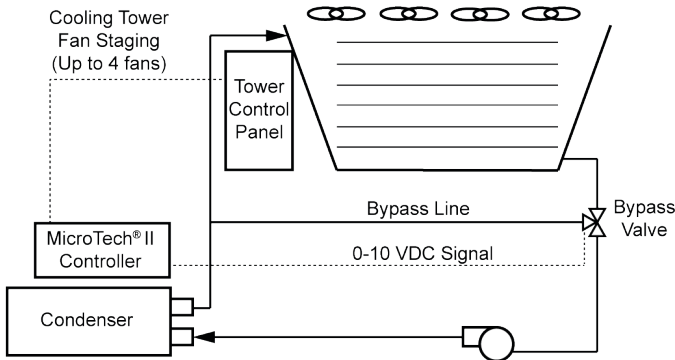 Cooling Tower
Fan Staging
(Up to 4 fans)
Tower
Control
Panel
Bypass Line
Bypass
Valve
MicroTech® II
Controller
0-10 VDC Signal
Condenser